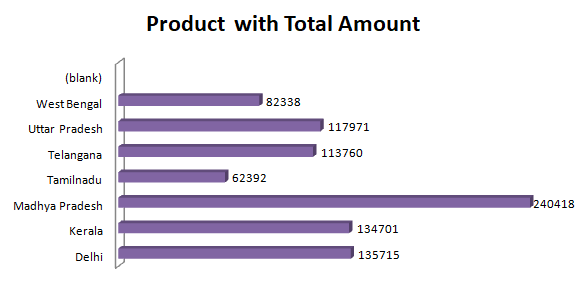 Product with Total Amount
(blank)
West Bengal 82338
Uttar Pradesh 117971
Telangana 113760
Tamilnadu 62392
Madhya Pradesh 240418
Kerala 134701
Delhi 135715